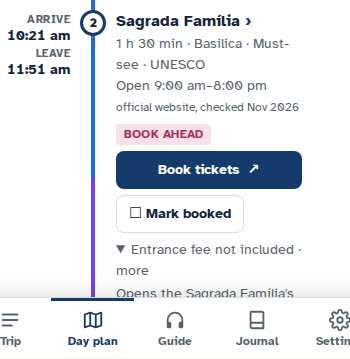 ARRIVE
10:21 am
LEAVE
11:51 am
2
Sagrada Família ›
1 h 30 min · Basilica · Must-
see · UNESCO
Open 9:00 am–8:00 pm
official website, checked Nov 2026
BOOK AHEAD
Book tickets ↗
☐ Mark booked
▼ Entrance fee not included ·
more
Opens the Sagrada Família's
Trip
Day plan
Guide
Journal
Settin